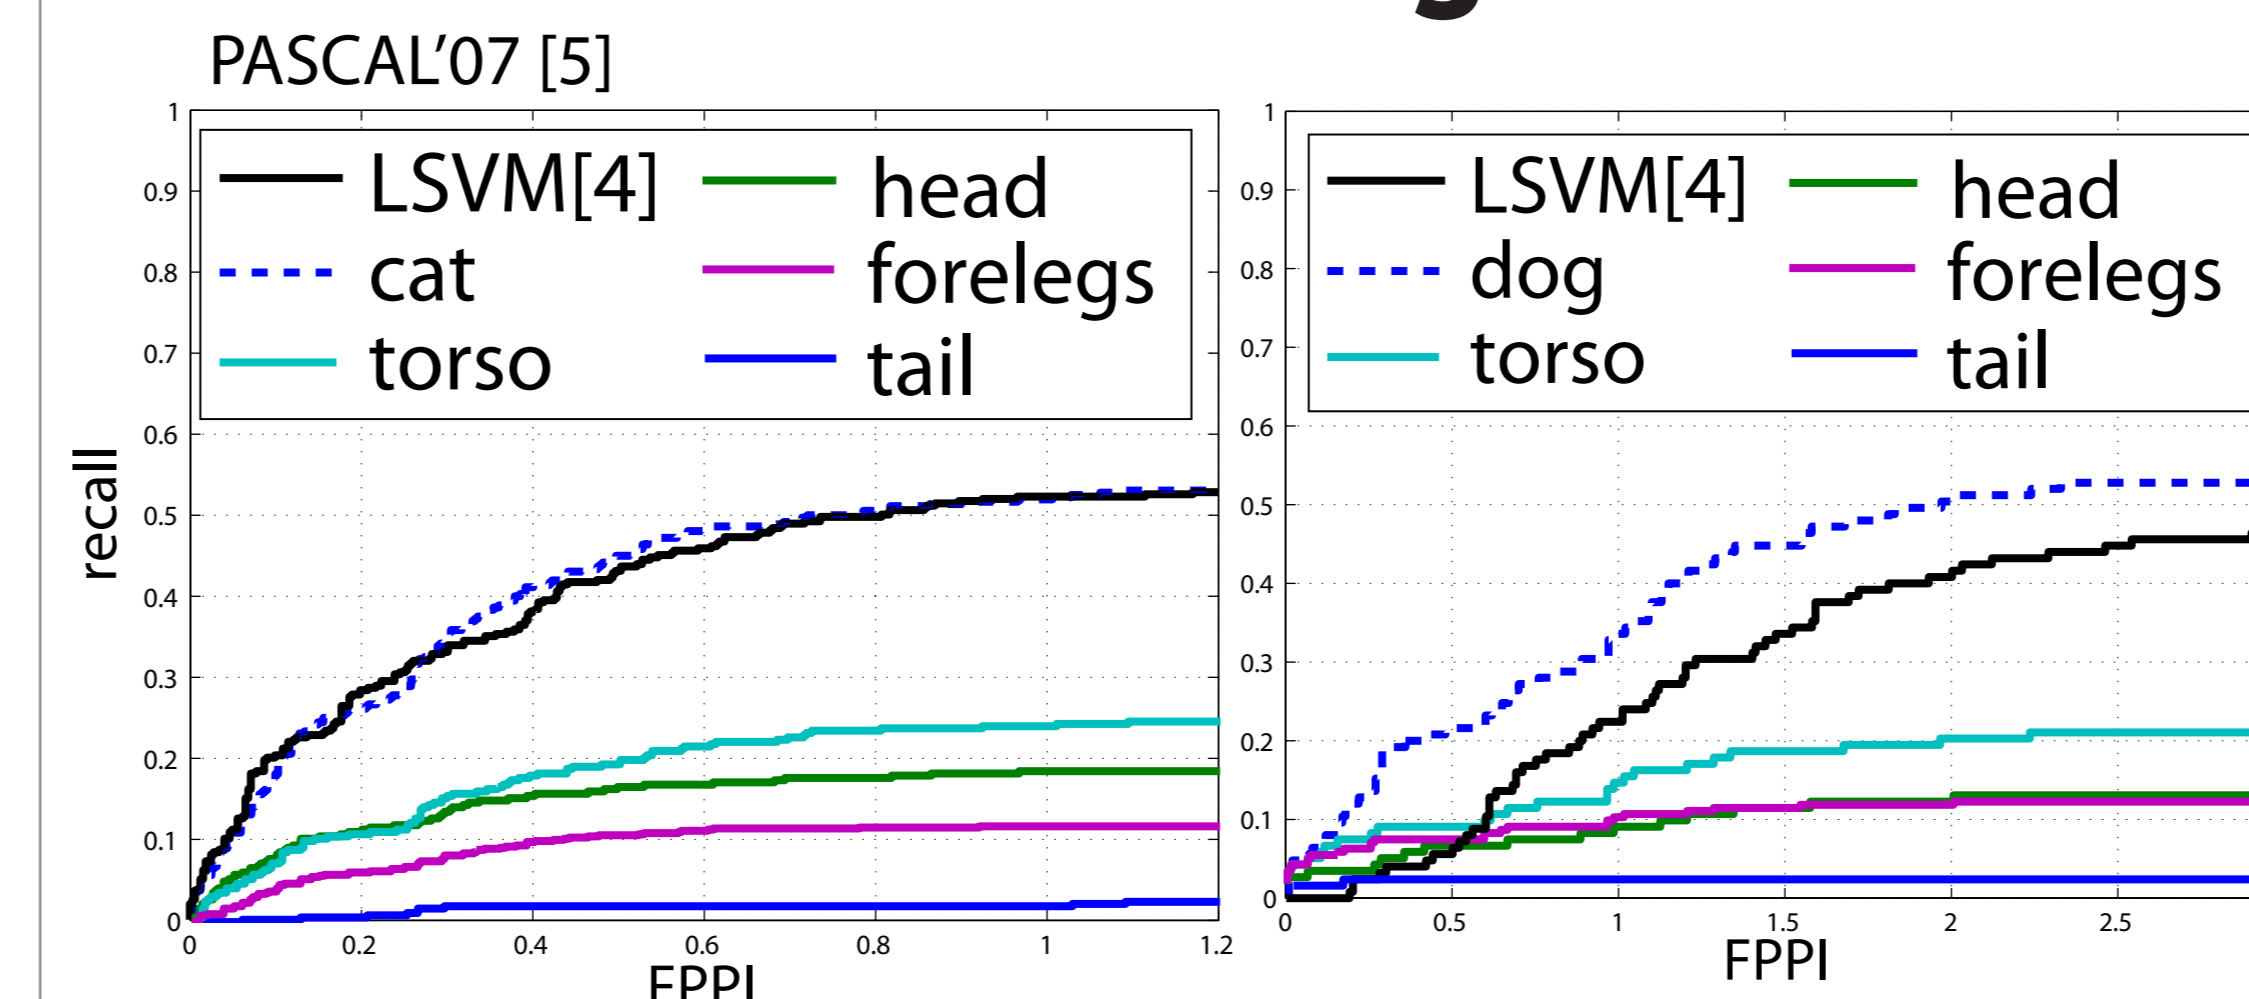 PASCAL'07 [5]
1
0.9
0.8
0.7
0.6
0.5
0.4
0.3
0.2
0.1
0
recall
LSVM[4]
cat
torso
head
forelegs
tail
0
0.2
0.4
0.6
0.8
1
1.2
FPPI
1
0.9
0.8
0.7
0.6
0.5
0.4
0.3
0.2
0.1
0
LSVM[4]
dog
torso
head
forelegs
tail
0
0.5
1
1.5
2
2.5
FPPI